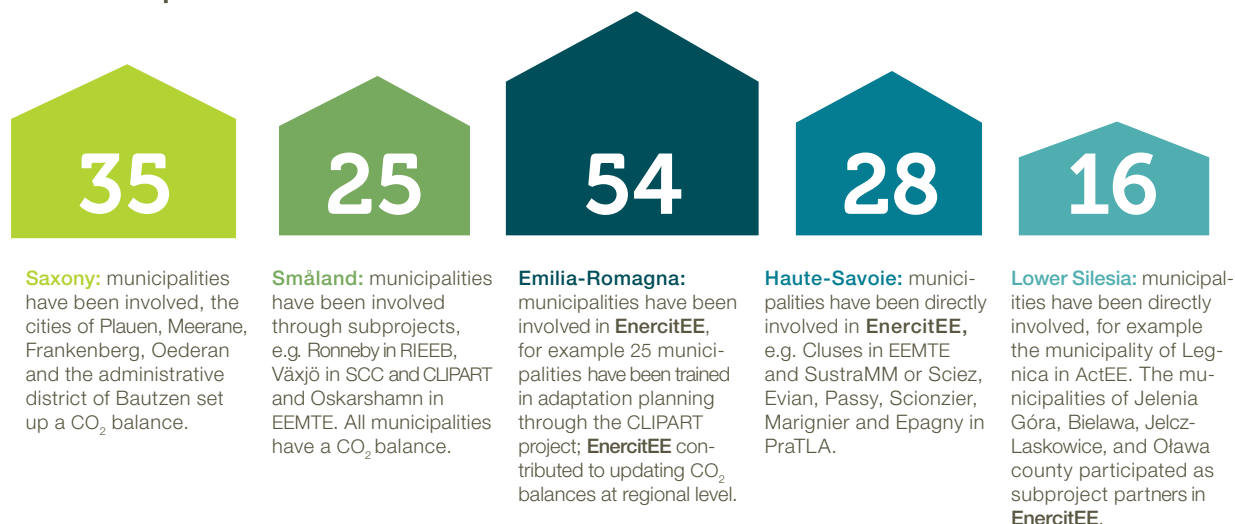 35
25
54
28
16
Saxony: municipalities
have been involved, the
cities of Plauen, Meerane,
Frankenberg, Oederan
and the administrative
district of Bautzen set
up a CO₂ balance.
Småland: municipalities
have been involved
through subprojects,
e.g. Ronneby in RIEEB,
Växjö in SCC and CLIPART
and Oskarshamn in
EEMTE. All municipalities
have a CO₂ balance.
Emilia-Romagna:
municipalities have been
involved in EnercitEE,
for example 25 munici-
palities have been trained
in adaptation planning
through the CLIPART
project; EnercitEE con-
tributed to updating CO₂
balances at regional level.
Haute-Savoie: munici-
palities have been directly
involved in EnercitEE,
e.g. Cluses in EEMTE
and SustraMM or Sciez,
Evian, Passy, Scionzier,
Marignier and Epagny in
PraTLA.
Lower Silesia: municipal-
ities have been directly
involved, for example
the municipality of Leg-
nica in ActEE. The mu-
nicipalities of Jelenia
Góra, Bielawa, Jelcz-
Laskowice, and Oława
county participated as
subproject partners in
EnercitEE.